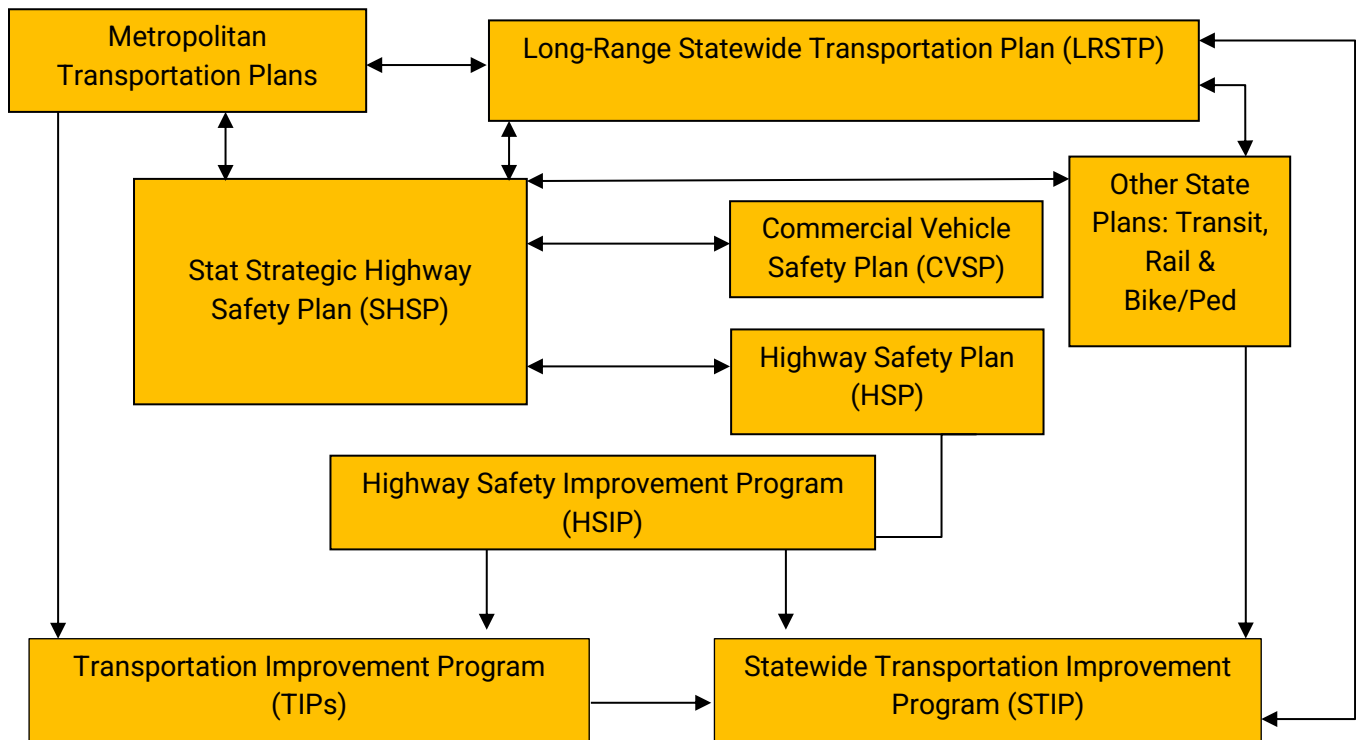 Metropolitan
Transportation Plans
Long-Range Statewide Transportation Plan (LRSTP)
Other State
Plans: Transit,
Rail &
Bike/Ped
Stat Strategic Highway
Safety Plan (SHSP)
Commercial Vehicle
Safety Plan (CVSP)
Highway Safety Plan
(HSP)
Highway Safety Improvement Program
(HSIP)
Transportation Improvement Program
(TIPs)
Statewide Transportation Improvement
Program (STIP)